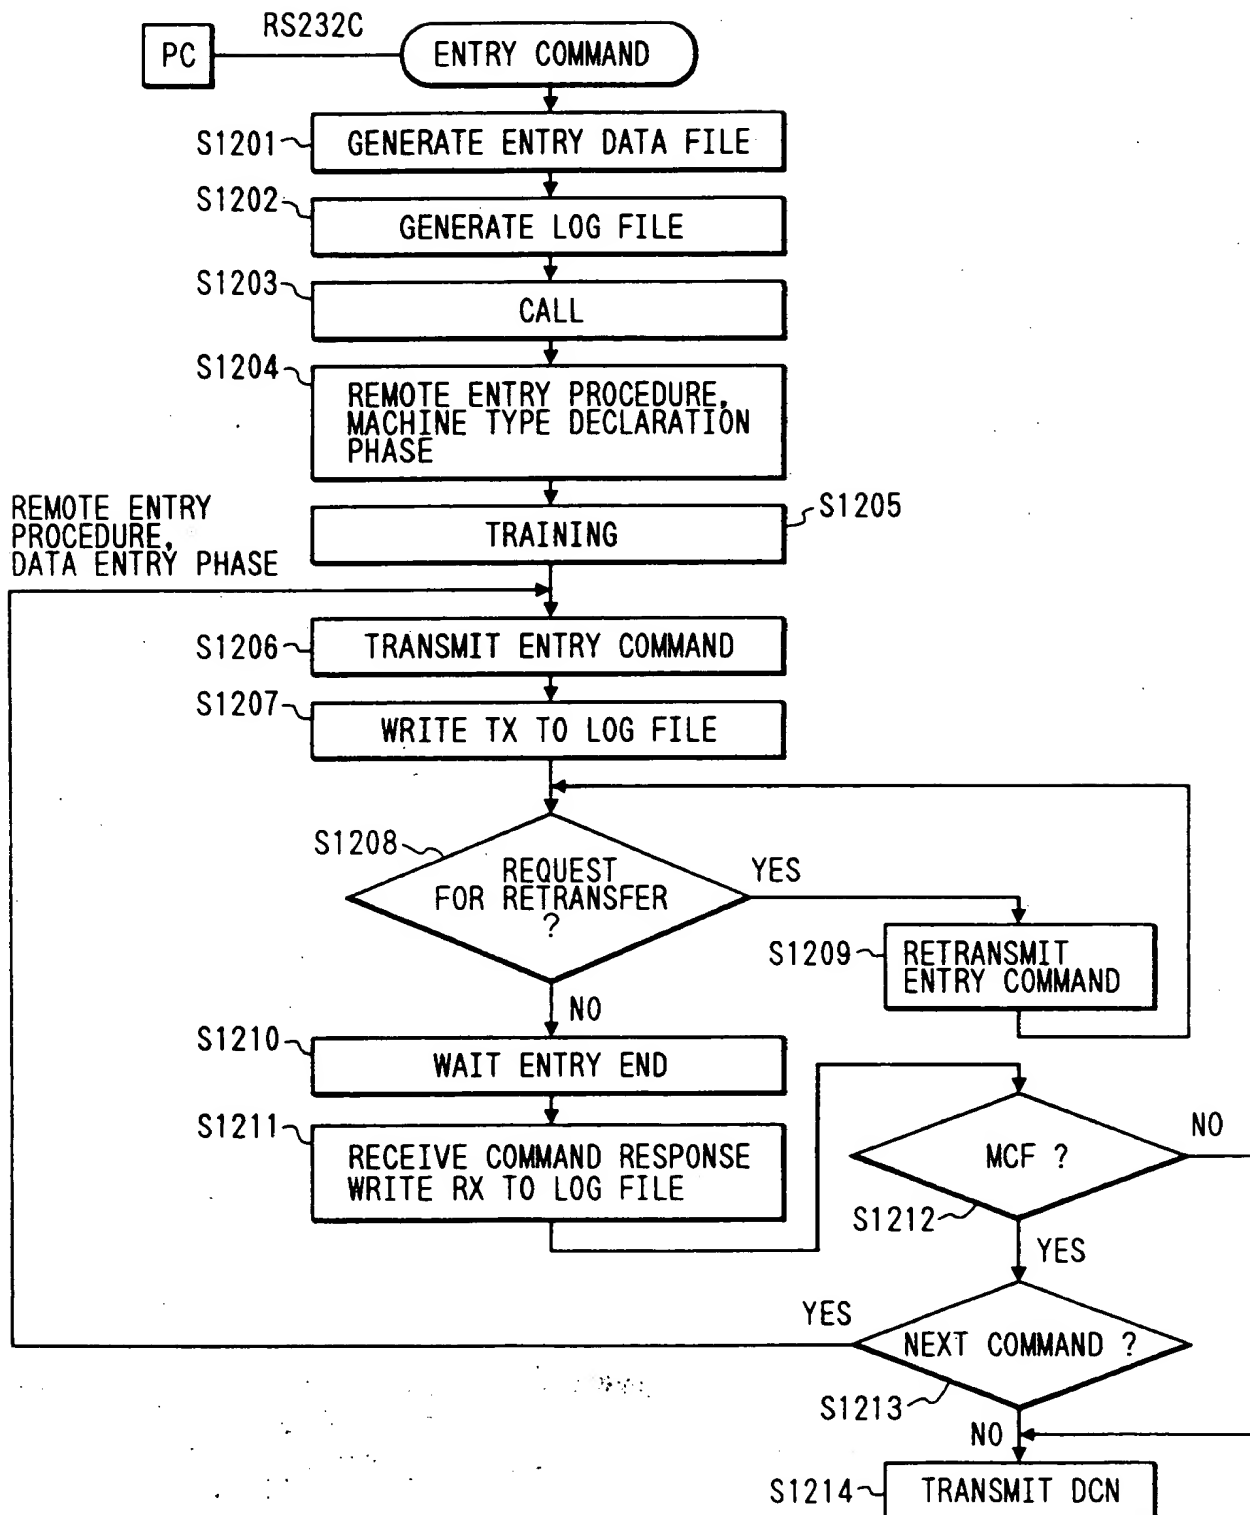 RS232C
PC
ENTRY COMMAND
S1201
GENERATE ENTRY DATA FILE
S1202
GENERATE LOG FILE
S1203
CALL
S1204
REMOTE ENTRY PROCEDURE,
MACHINE TYPE DECLARATION
PHASE
S1205
TRAINING
REMOTE ENTRY
PROCEDURE,
DATA ENTRY PHASE
S1206
TRANSMIT ENTRY COMMAND
S1207
WRITE TX TO LOG FILE
S1208
REQUEST
FOR RETRANSFER
?
YES
S1209
RETRANSMIT
ENTRY COMMAND
NO
S1210
WAIT ENTRY END
S1211
RECEIVE COMMAND RESPONSE
WRITE RX TO LOG FILE
MCF ?
NO
S1212
YES
NEXT COMMAND ?
YES
S1213
NO
S1214
TRANSMIT DCN